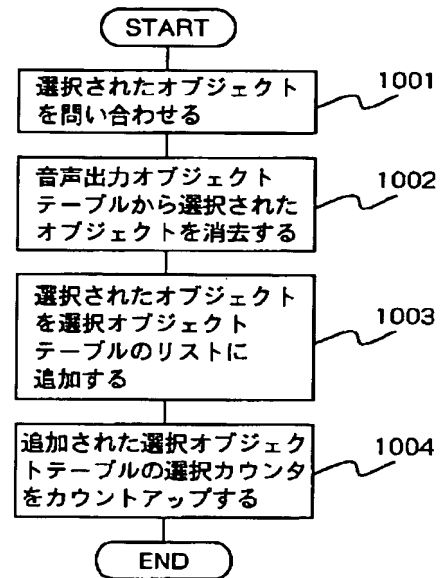 START
選択されたオブジェクト
を問い合わせる
1001
音声出力オブジェクト
テーブルから選択された
オブジェクトを消去する
1002
選択されたオブジェクト
を選択オブジェクト
テーブルのリストに
追加する
1003
追加された選択オブジェク
トテーブルの選択カウンタ
をカウントアップする
1004
END